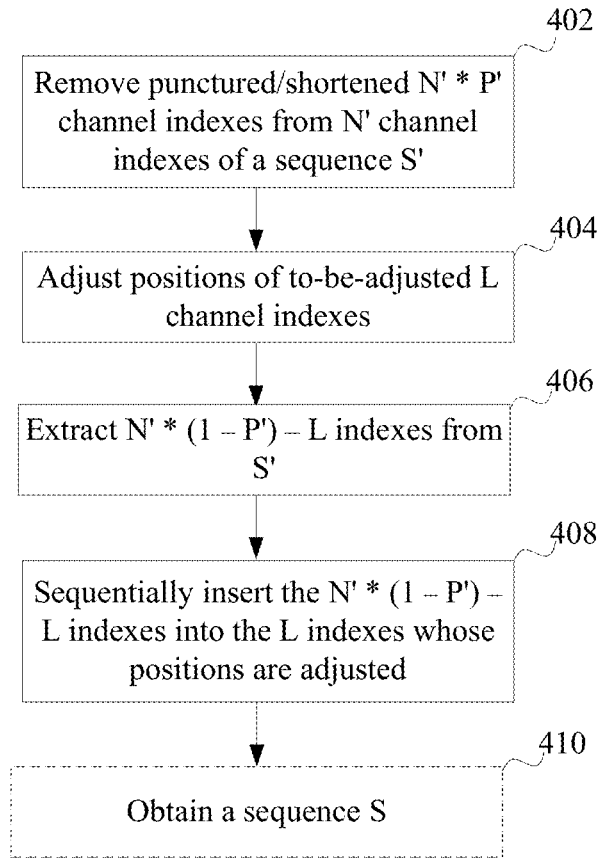 402
Remove punctured/shortened N' * P'
channel indexes from N' channel
indexes of a sequence S'
404
Adjust positions of to-be-adjusted L
channel indexes
406
Extract N' * (1 – P') – L indexes from
S'
408
Sequentially insert the N' * (1 – P') –
L indexes into the L indexes whose
positions are adjusted
410
Obtain a sequence S